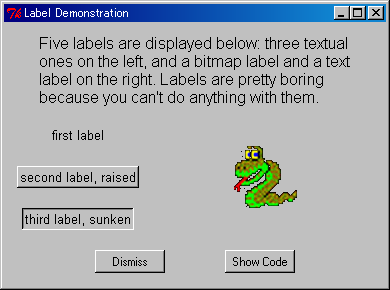 Label Demonstration
Five labels are displayed below: three textual
ones on the left, and a bitmap label and a text
label on the right. Labels are pretty boring
because you can't do anything with them.
first label
second label, raised
third label, sunken
Dismiss
Show Code